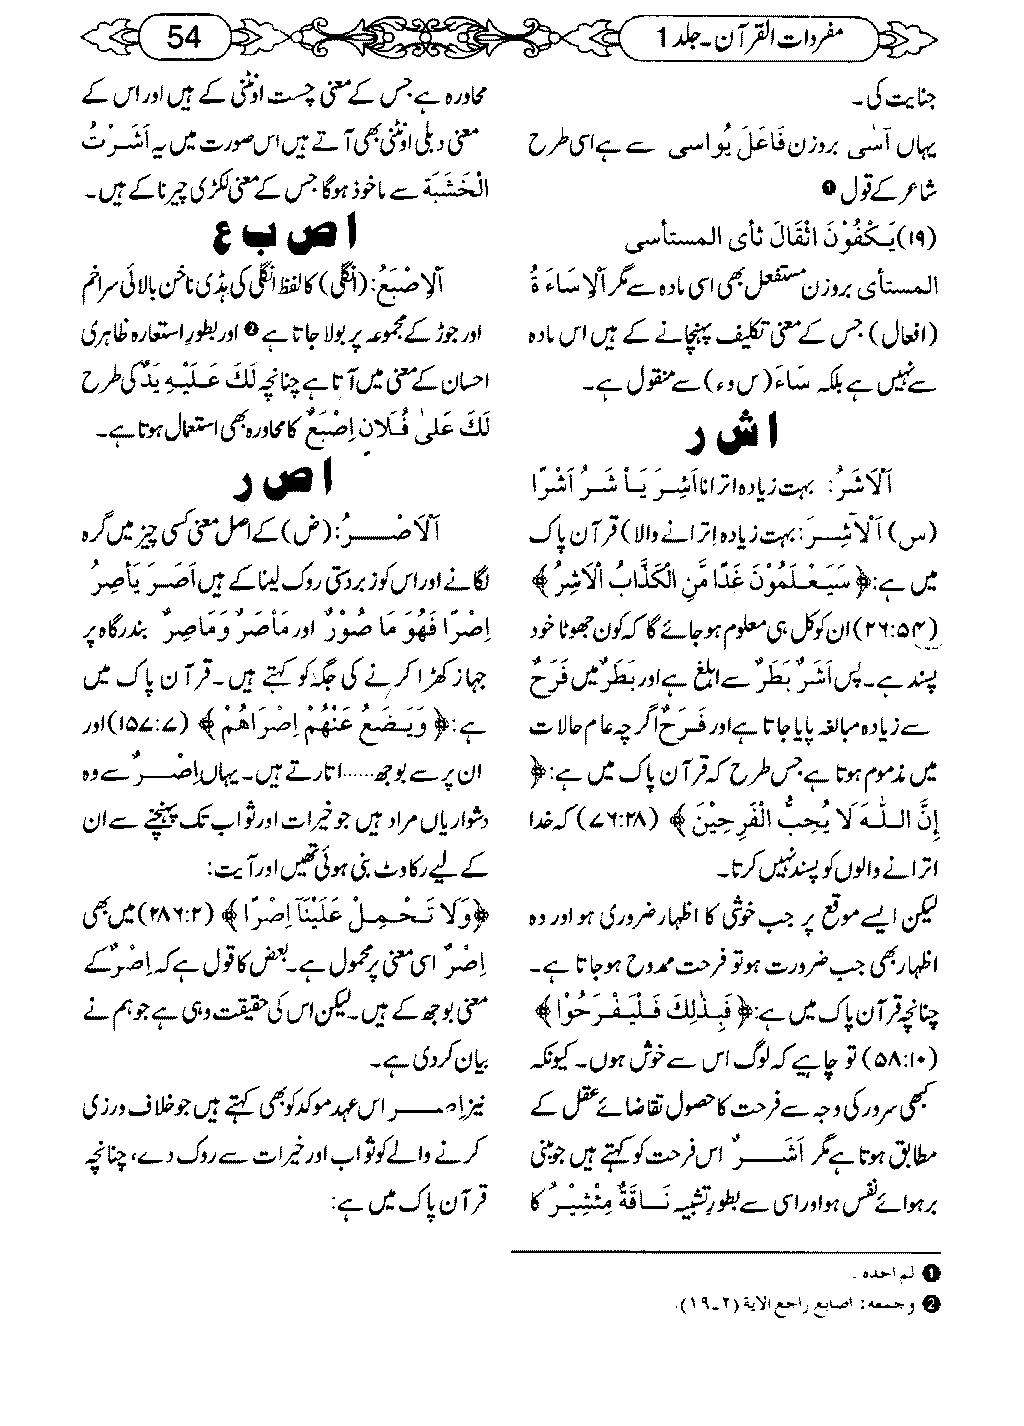 مفردات القرآن ـ جلد 1
54
جنایت کی۔
یہاں آسٰی بروزن فَاعَلَ یُواسی سے ہے اسی طرح
شاعر کے قول ❶
(۱۹) یَکْفُوْنَ اثْقَالَ ثأی المستأسی
المستأی بروزن مستفعل بھی اسی مادہ سے مگر اَلْاِسَاءَ ةُ
(افعال) جس کے معنی تکلیف پہنچانے کے ہیں اس مادہ
سے نہیں ہے بلکہ سَاءَ (س وء) سے منقول ہے۔
ا ش ر
اَلْاَشَرُ: بہت زیادہ اترانا اَشِرَ یَأْشَرُ اَشْرًا
(س) اَلْاٰشِرَ: بہت زیادہ اِترانے والا) قرآن پاک
میں ہے: ﴿سَيَعْلَمُوْنَ غَدًا مَّنِ الْكَذَّابُ الْاَشِرُ﴾
(۲۶:۵۴) ان کو کل ہی معلوم ہو جائے گا کہ کون جھوٹا خود
پسند ہے۔ پس اَشَرٌ بَطَرٌ سے ابلغ ہے اور بَطَرٌ میں فَرَحٌ
سے زیادہ مبالغہ پایا جاتا ہے اور فَرَحٌ اگرچہ عام حالات
میں مذموم ہوتا ہے جس طرح کہ قرآن پاک میں ہے: ﴿
اِنَّ اللّٰهَ لَا يُحِبُّ الْفَرِحِيْنَ﴾ (۷۶:۲۸) کہ خدا
اترانے والوں کو پسند نہیں کرتا۔
لیکن ایسے موقع پر جب خوشی کا اظہار ضروری ہو اور وہ
اظہار بھی جب ضرورت ہو تو فرحت ممدوح ہو جاتا ہے۔
چنانچہ قرآن پاک میں ہے: ﴿فَبِذٰلِكَ فَلْيَفْرَحُوْا﴾
(۵۸:۱۰) تو چاہیے کہ لوگ اس سے خوش ہوں۔ کیونکہ
کبھی سرور کی وجہ سے فرحت کا حصول تقاضائے عقل کے
مطابق ہوتا ہے مگر اَشَرٌ اس فرحت کو کہتے ہیں جو مبنی
بر ہوائے نفس ہو اور اسی سے بطورِ تشبیہ نَاقَةٌ مِئْشِيْرٌ کا
محاورہ ہے جس کے معنی چست اونٹنی کے ہیں اور اس کے
معنی دبلی اونٹنی بھی آتے ہیں اس صورت میں یہ اَشَرْتُ
الْخَشَبَةَ سے ماخوذ ہوگا جس کے معنی لکڑی چیرنا کے ہیں۔
ا ص ب ع
اَلْاِصْبَعُ: (انگلی) کا لفظ انگلی کی ہڈی ناخن بالائی سرا خم
اور جوڑ کے مجموعہ پر بولا جاتا ہے ❷ اور بطورِ استعارہ ظاہری
احسان کے معنی میں آتا ہے چنانچہ لَكَ عَلَيْهِ يَدٌ کی طرح
لَكَ عَلٰى فُلَانٍ اِصْبَعٌ کا محاورہ بھی استعمال ہوتا ہے۔
ا ص ر
اَلْاَصْرُ: (ض) کے اصل معنی کسی چیز میں گرہ
لگانے اور اس کو زبردستی روک لینا کے ہیں اَصَرَ یَأصِرُ
اِصْرًا فَهُوَ مَا صُوْرٌ اور مَأْصَرٌ وَمَاصِرٌ بندرگاہ پر
جہاز کھڑا کرنے کی جگہ کو کہتے ہیں۔ قرآن پاک میں
ہے: ﴿وَيَضَعُ عَنْهُمْ اِصْرَاهُمْ﴾ (۱۵۷:۷) اور
ان پر سے بوجھ...... اتارتے ہیں۔ یہاں اِصْرٌ سے وہ
دشواریاں مراد ہیں جو خیرات اور ثواب تک پہنچنے سے ان
کے لیے رکاوٹ بنی ہوئی تھیں اور آیت:
﴿وَلَا تَحْمِلْ عَلَيْنَآ اِصْرًا﴾ (۲۸۶:۲) میں بھی
اِصْرٌ اسی معنی پر محمول ہے۔ بعض کا قول ہے کہ اِصْرٌ کے
معنی بوجھ کے ہیں۔ لیکن اس کی حقیقت وہی ہے جو ہم نے
بیان کر دی ہے۔
نیز اِصْر اس عہد موکد کو بھی کہتے ہیں جو خلاف ورزی
کرنے والے کو ثواب اور خیرات سے روک دے، چنانچہ
قرآن پاک میں ہے:
❶ لم اجدہ .
❷ وجمعه: اصابع راجع الاية (۲ـ۱۹).